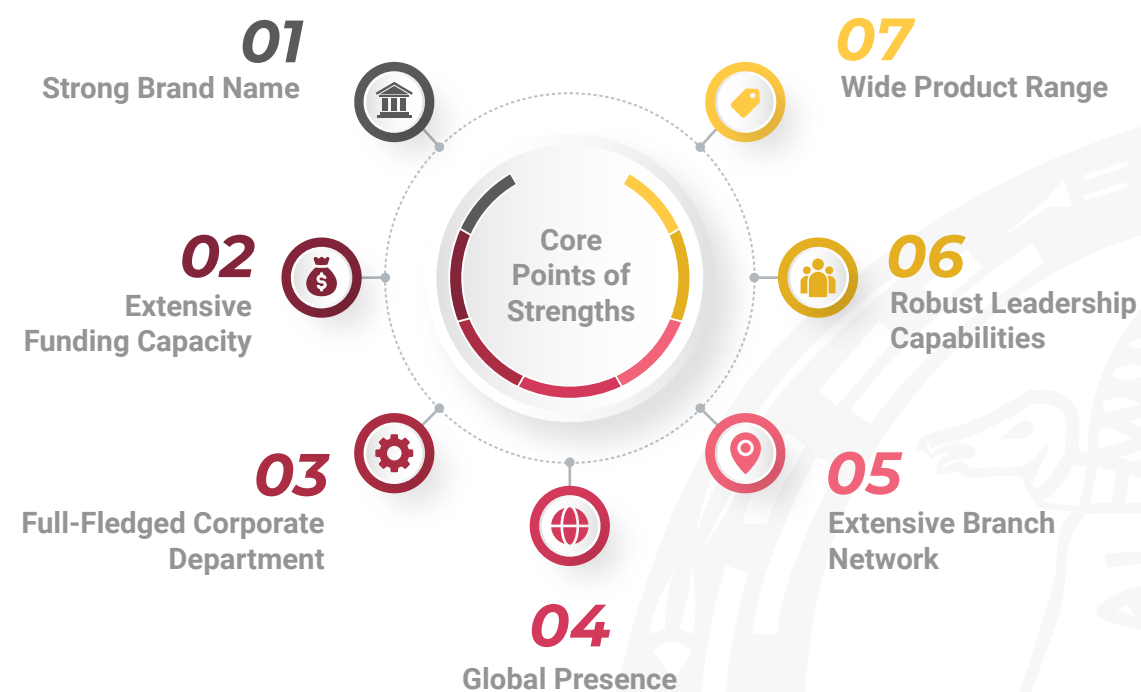 01
Strong Brand Name
02
Extensive
Funding Capacity
03
Full-Fledged Corporate
Department
04
Global Presence
05
Extensive Branch
Network
06
Robust Leadership
Capabilities
07
Wide Product Range
Core
Points of
Strengths
$